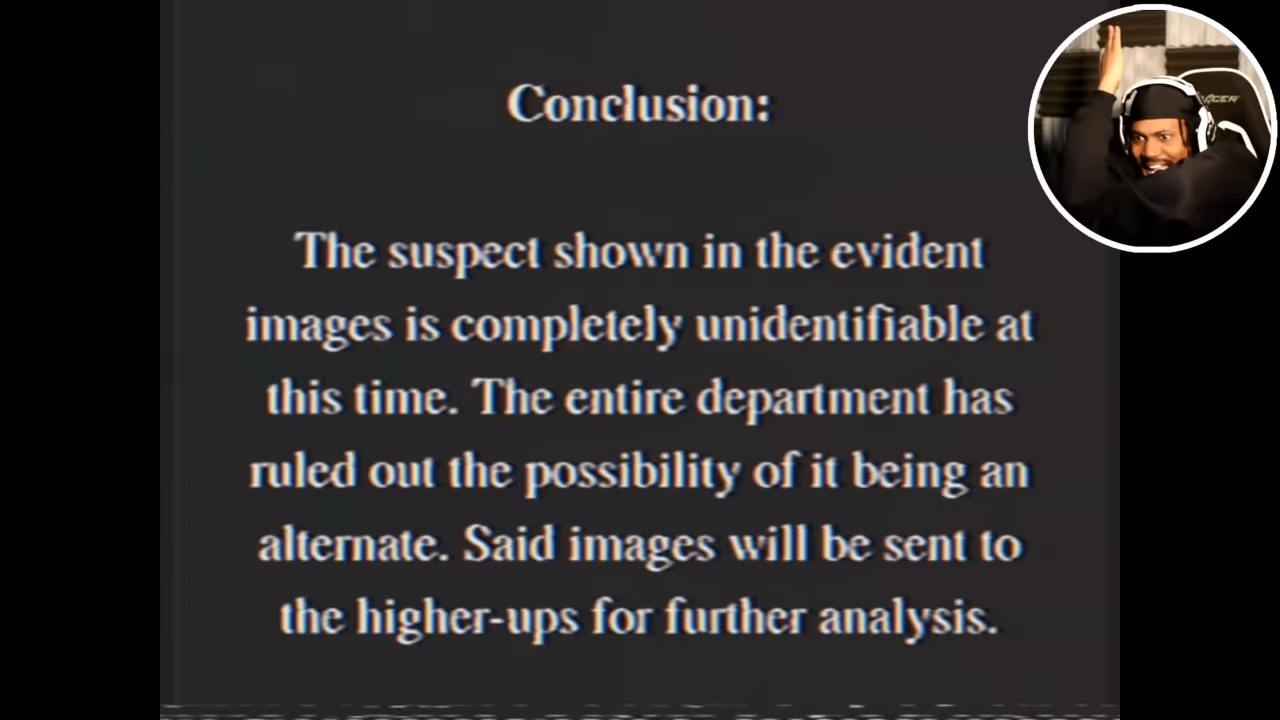 Conclusion:
The suspect shown in the evident
images is completely unidentifiable at
this time. The entire department has
ruled out the possibility of it being an
alternate. Said images will be sent to
the higher-ups for further analysis.